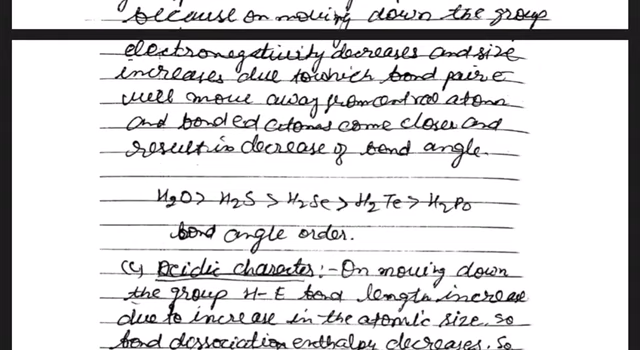 because on moving down the group
electronegativity decreases and size
increases due to which bond pair e
will move away from central atom
and bonded atoms come closer and
result in decrease of bond angle.
H₂O > H₂S > H₂Se > H₂Te > H₂Po
bond angle order.
(c) Acidic character:- On moving down
the group H-E bond length increase
due to increase in the atomic size. So
bond dessociation enthalpy decreases. So